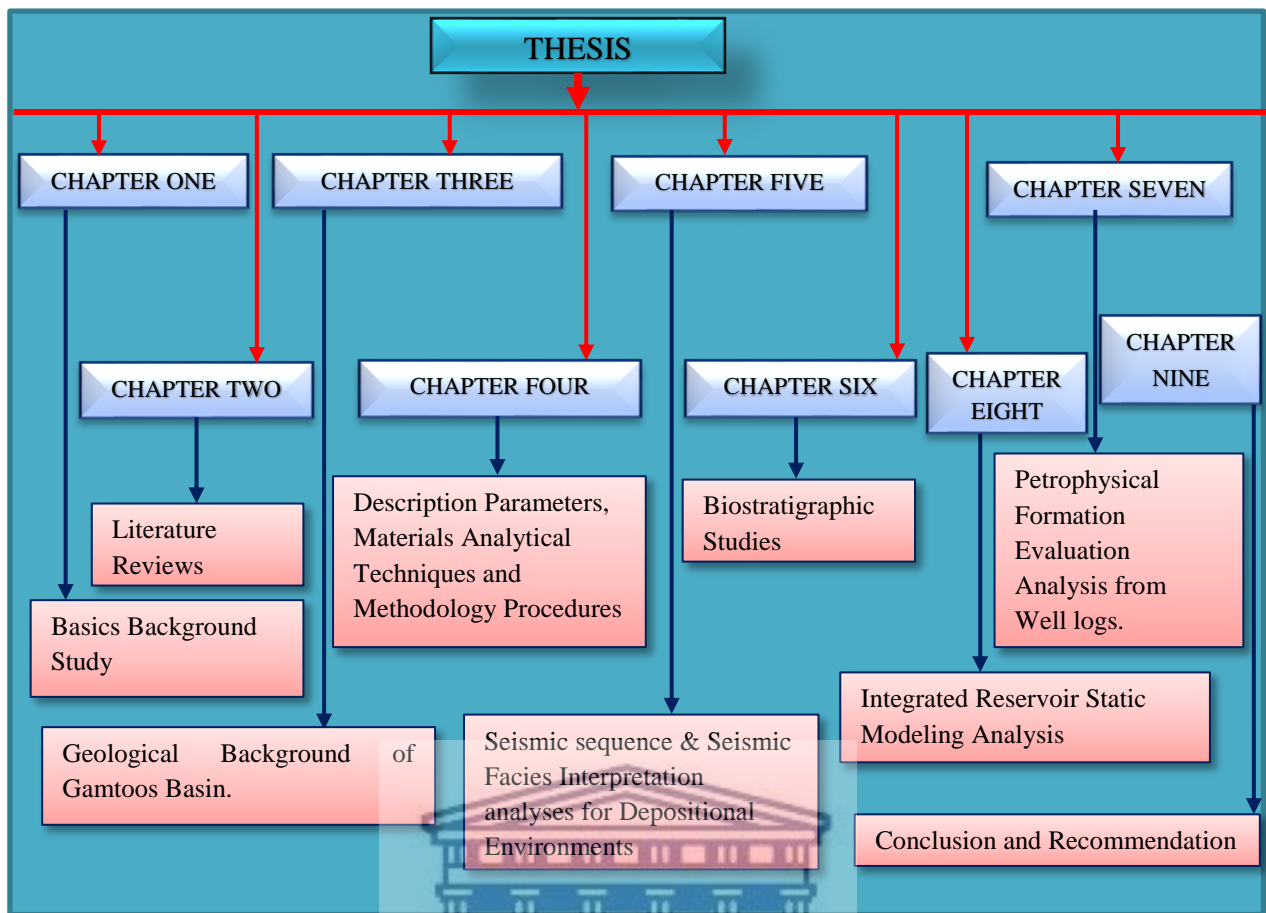 THESIS
CHAPTER ONE
CHAPTER THREE
CHAPTER FIVE
CHAPTER SEVEN
CHAPTER TWO
CHAPTER FOUR
CHAPTER SIX
CHAPTER
EIGHT
CHAPTER
NINE
Literature
Reviews
Description Parameters,
Materials Analytical
Techniques and
Methodology Procedures
Biostratigraphic
Studies
Petrophysical
Formation
Evaluation
Analysis from
Well logs.
Basics Background
Study
Geological Background of
Gamtoos Basin.
Seismic sequence & Seismic
Facies Interpretation
analyses for Depositional
Environments
Integrated Reservoir Static
Modeling Analysis
Conclusion and Recommendation